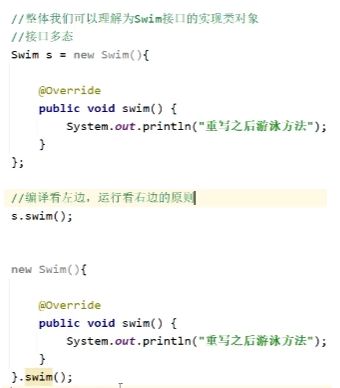 //整体我们可以理解为Swim接口的实现类对象
//接口多态
Swim s = new Swim(){
@Override
public void swim() {
System.out.println("重写之后游泳方法");
}
};
//编译看左边，运行看右边的原则
s.swim();
new Swim(){
@Override
public void swim() {
System.out.println("重写之后游泳方法");
}
}.swim();